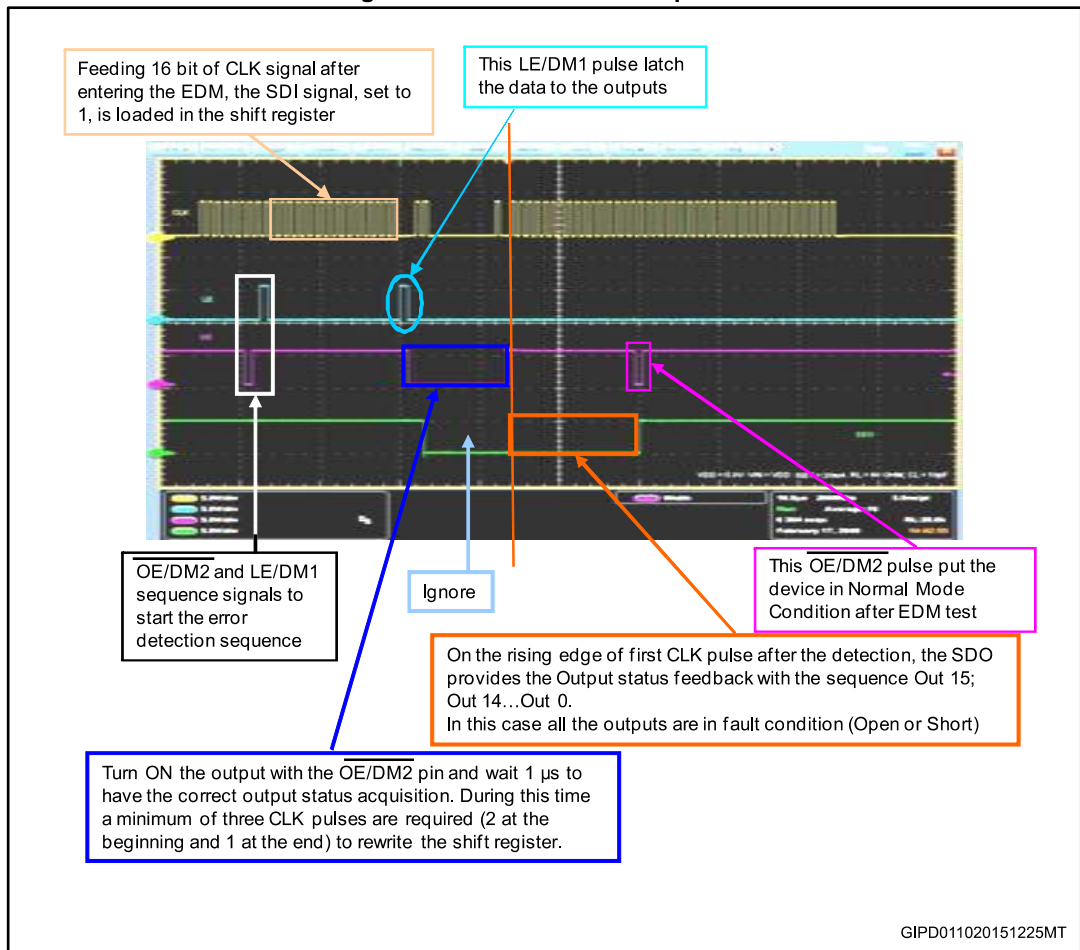 Feeding 16 bit of CLK signal after
entering the EDM, the SDI signal, set to
1, is loaded in the shift register
This LE/DM1 pulse latch
the data to the outputs
CLK
OE/DM2 and LE/DM1
sequence signals to
start the error
detection sequence
Ignore
This OE/DM2 pulse put the
device in Normal Mode
Condition after EDM test
On the rising edge of first CLK pulse after the detection, the SDO
provides the Output status feedback with the sequence Out 15;
Out 14...Out 0.
In this case all the outputs are in fault condition (Open or Short)
Turn ON the output with the OE/DM2 pin and wait 1 µs to
have the correct output status acquisition. During this time
a minimum of three CLK pulses are required (2 at the
beginning and 1 at the end) to rewrite the shift register.
GIPD011020151225MT